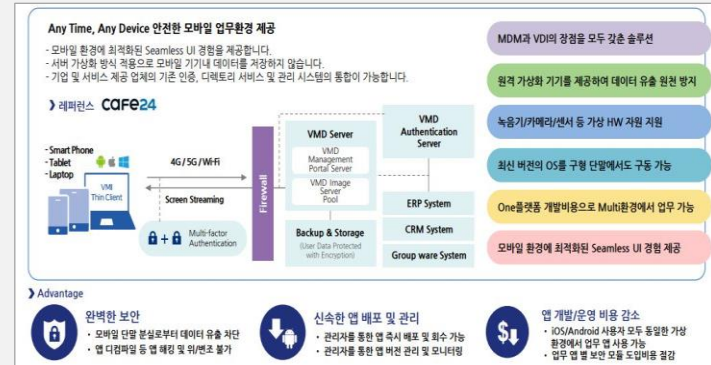 Any Time, Any Device 안전한 모바일 업무환경 제공
- 모바일 환경에 최적화된 Seamless UI 경험을 제공합니다.
- 서버 가상화 방식 적용으로 모바일 기기내 데이터를 저장하지 않습니다.
- 기업 및 서비스 제공 업체의 기존 인증, 디렉토리 서비스 및 관리 시스템의 통합이 가능합니다.
레퍼런스 CAFE24
- Smart Phone
- Tablet
- Laptop
VMI
Thin Client
4G / 5G / Wi-Fi
Screen Streaming
Multi-factor
Authentication
Firewall
VMD Server
VMD
Management
Portal Server
VMD Image
Server
Pool
Backup & Storage
(User Data Protected
with Encryption)
VMD
Authentication
Server
ERP System
CRM System
Group ware System
MDM과 VDI의 장점을 모두 갖춘 솔루션
원격 가상화 기기를 제공하여 데이터 유출 원천 방지
녹음기/카메라/센서 등 가상 HW 자원 지원
최신 버전의 OS를 구형 단말에서도 구동 가능
One플랫폼 개발비용으로 Multi환경에서 업무 가능
모바일 환경에 최적화된 Seamless UI 경험 제공
Advantage
완벽한 보안
• 모바일 단말 분실로부터 데이터 유출 차단
• 앱 디컴파일 등 앱 해킹 및 위/변조 불가
신속한 앱 배포 및 관리
• 관리자를 통한 앱 즉시 배포 및 회수 가능
• 관리자를 통한 앱 버전 관리 및 모니터링
앱 개발/운영 비용 감소
• iOS/Android 사용자 모두 동일한 가상
환경에서 업무 앱 사용 가능
• 업무 앱 별 보안 모듈 도입비용 절감